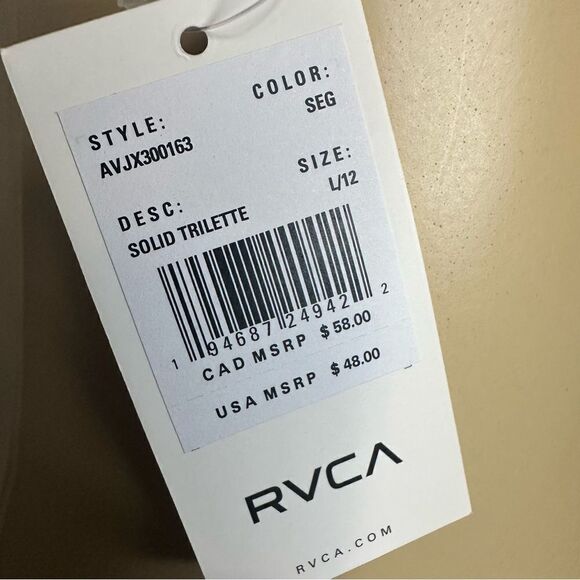 STYLE: COLOR:
AVJX300163 SEG
DESC: SIZE:
SOLID TRILETTE L/12
1 94687 24942 2
CAD MSRP $ 58.00
USA MSRP $ 48.00
RVCA
RVCA.COM